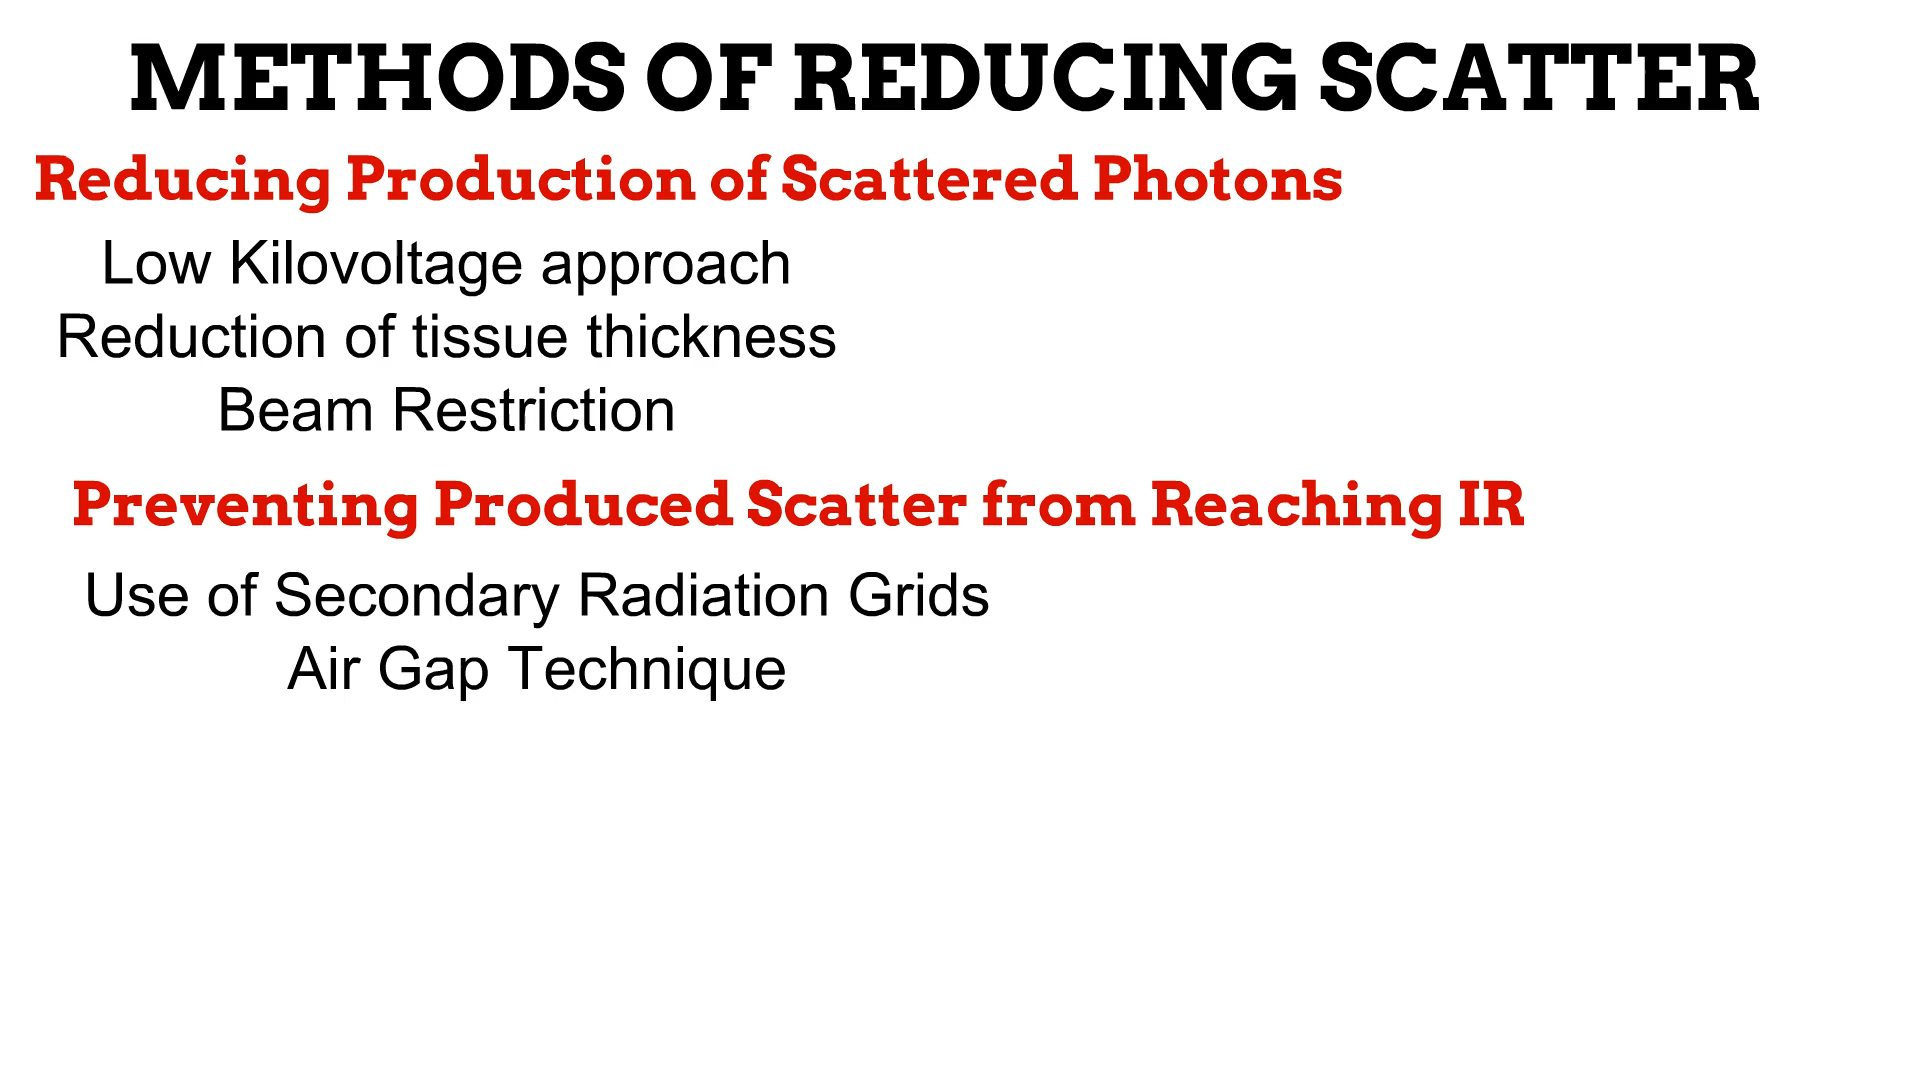 METHODS OF REDUCING SCATTER
Reducing Production of Scattered Photons
Low Kilovoltage approach
Reduction of tissue thickness
Beam Restriction
Preventing Produced Scatter from Reaching IR
Use of Secondary Radiation Grids
Air Gap Technique